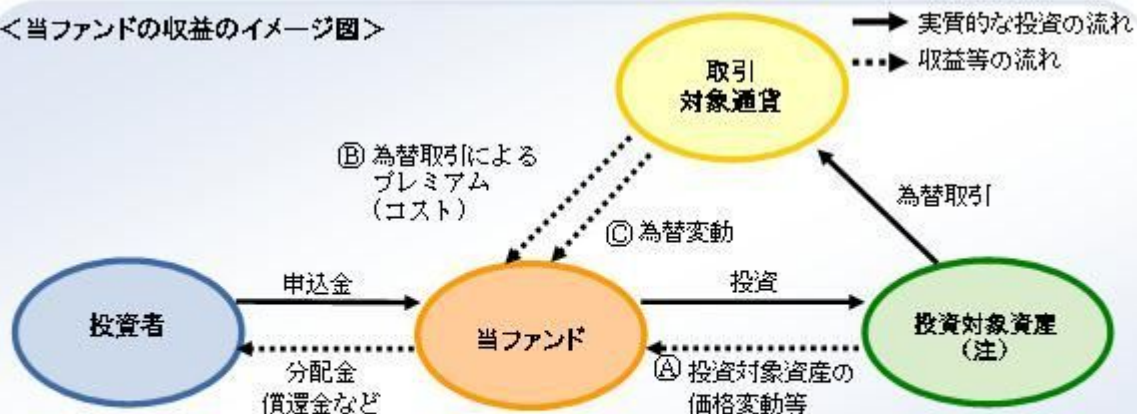 <当ファンドの収益のイメージ図>
実質的な投資の流れ
収益等の流れ
取引
対象通貨
Ⓑ 為替取引による
プレミアム
(コスト)
Ⓒ 為替変動
為替取引
申込金
投資
投資者
当ファンド
投資対象資産
(注)
分配金
償還金など
Ⓐ 投資対象資産の
価格変動等